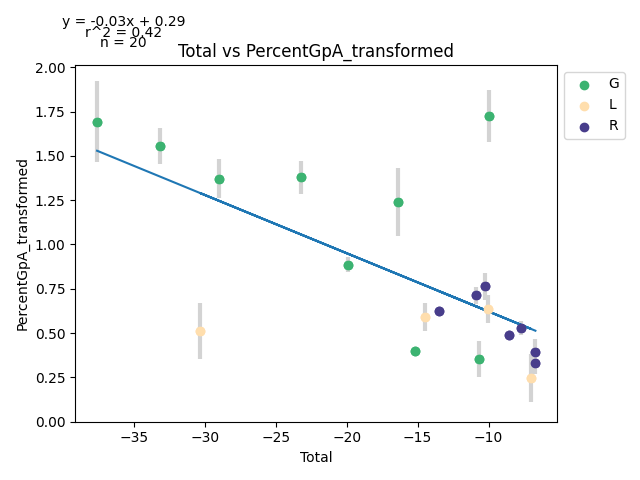 y = -0.03x + 0.29
r^2 = 0.42
n = 20
Total vs PercentGpA_transformed
2.00
1.75
1.50
1.25
1.00
0.75
0.50
0.25
0.00
PercentGpA_transformed
−35
−30
−25
−20
−15
−10
Total
G
L
R